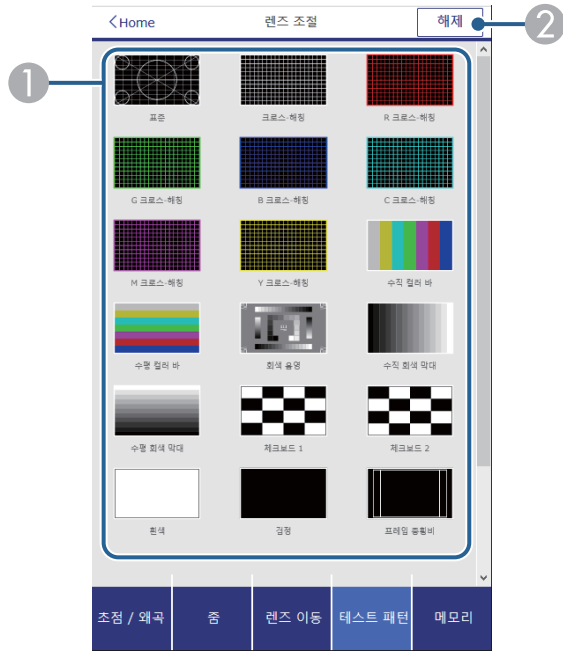 <Home
렌즈 조절
해제
2
1
표준
크로스-해칭
R 크로스-해칭
G 크로스-해칭
B 크로스-해칭
C 크로스-해칭
M 크로스-해칭
Y 크로스-해칭
수직 컬러 바
수평 컬러 바
회색 음영
수직 회색 막대
수평 회색 막대
체크보드 1
체크보드 2
흰색
검정
프레임 종횡비
초점 / 왜곡
줌
렌즈 이동
테스트 패턴
메모리